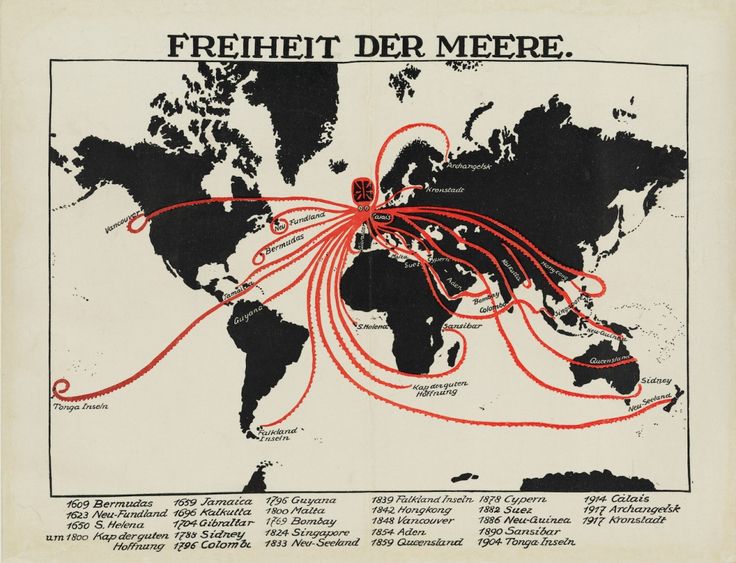 FREIHEIT DER MEERE.
Archangelsk
Kronstadt
Calais
Vancouver
Neu Fundland
Bermudas
Jamaica
Guyana
Malta
Cypern
Suez
Aden
Bombay
Colombo
Kalkutta
Hongkong
Singapore
Neu-Guinea
S.Helena
Sansibar
Kap der guten
Hoffnung
Queensland
Sidney
Neu-Seeland
Tonga Inseln
Falkland
Inseln
1609 Bermudas
1623 Neu-Fundland
1650 S. Helena
um 1800 Kap der guten
Hoffnung
1659 Jamaica
1696 Kalkutta
1704 Gibraltar
1788 Sidney
1796 Colombo
1796 Guyana
1800 Malta
1769 Bombay
1824 Singapore
1833 Neu-Seeland
1839 Falkland Inseln
1842 Hongkong
1848 Vancouver
1854 Aden
1859 Queensland
1878 Cypern
1882 Suez
1886 Neu-Guinea
1890 Sansibar
1904 Tonga Inseln
1914 Calais
1917 Archangelsk
1917 Kronstadt